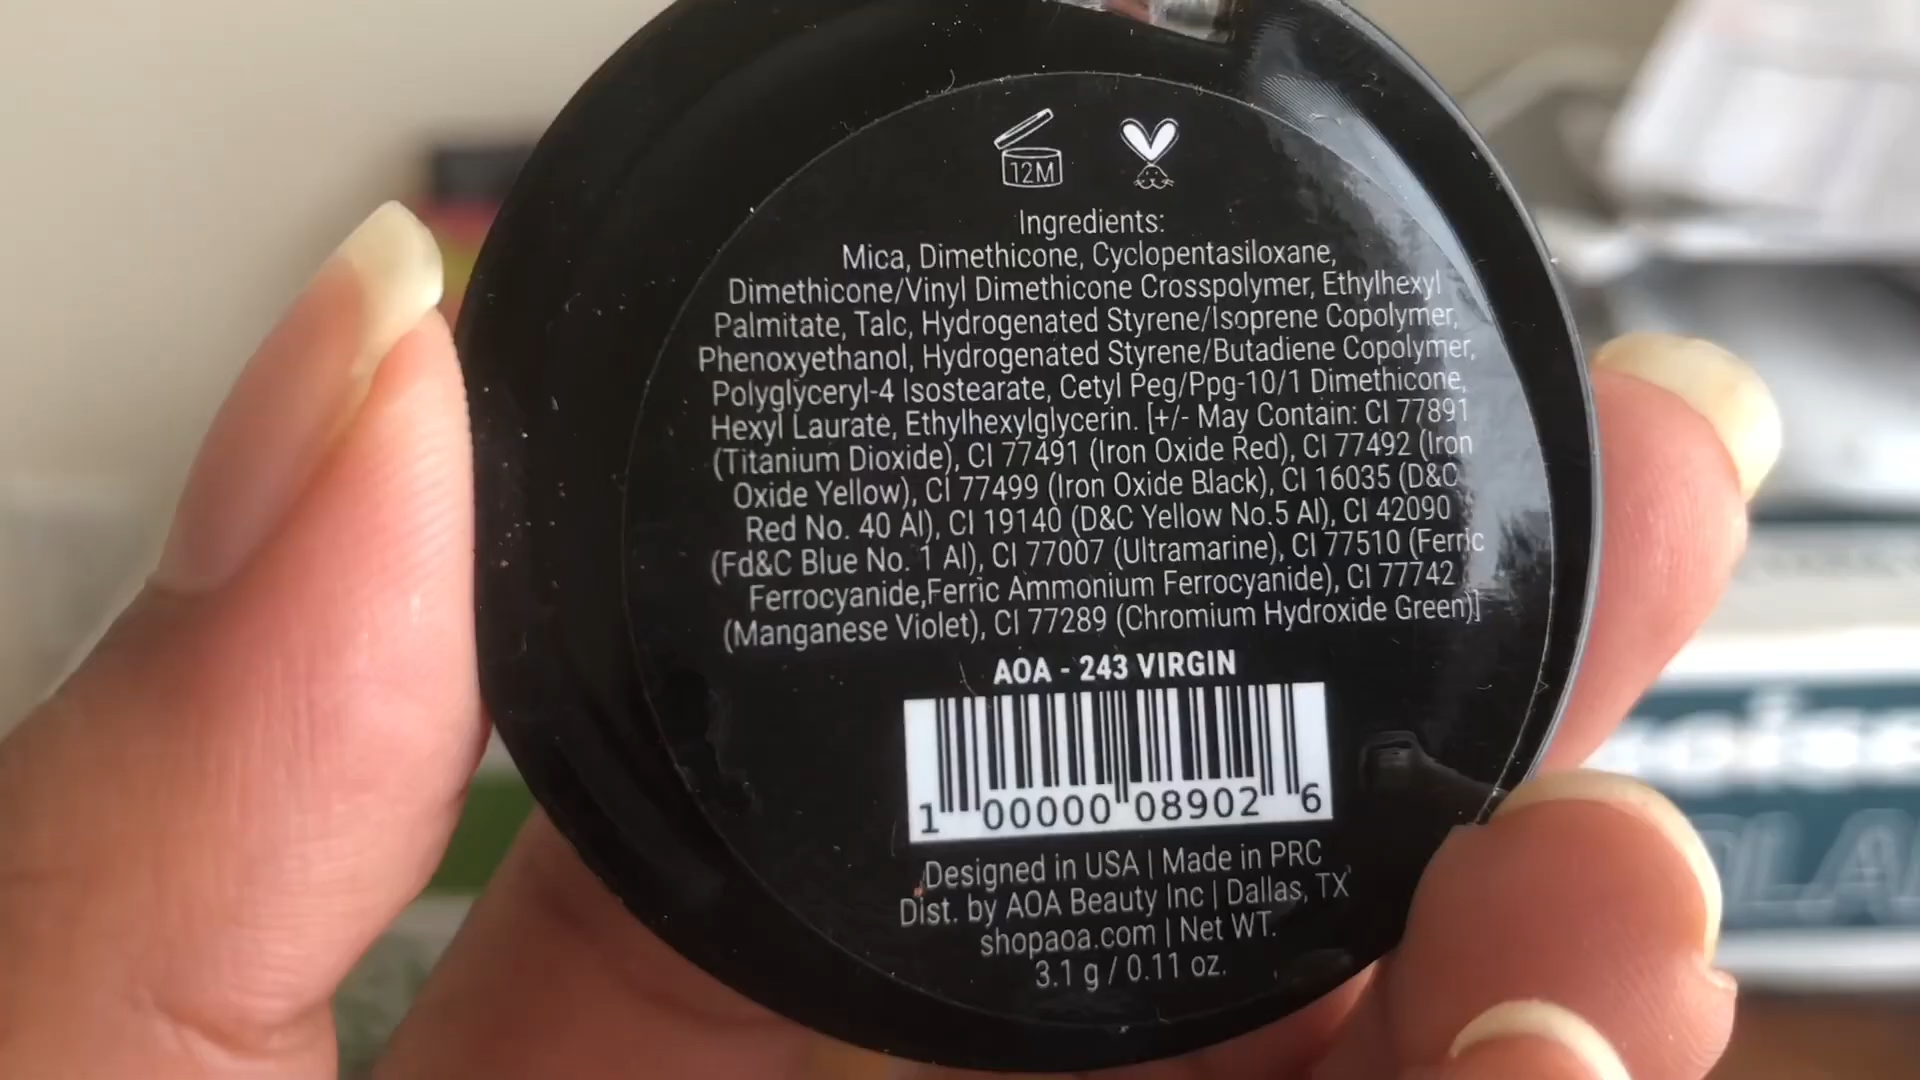 12M
Ingredients:
Mica, Dimethicone, Cyclopentasiloxane,
Dimethicone/Vinyl Dimethicone Crosspolymer, Ethylhexyl
Palmitate, Talc, Hydrogenated Styrene/Isoprene Copolymer,
Phenoxyethanol, Hydrogenated Styrene/Butadiene Copolymer,
Polyglyceryl-4 Isostearate, Cetyl Peg/Ppg-10/1 Dimethicone,
Hexyl Laurate, Ethylhexylglycerin. [+/- May Contain: CI 77891
(Titanium Dioxide), CI 77491 (Iron Oxide Red), CI 77492 (Iron
Oxide Yellow), CI 77499 (Iron Oxide Black), CI 16035 (D&C
Red No. 40 Al), CI 19140 (D&C Yellow No.5 Al), CI 42090
(Fd&C Blue No. 1 Al), CI 77007 (Ultramarine), CI 77510 (Ferric
Ferrocyanide,Ferric Ammonium Ferrocyanide), CI 77742
(Manganese Violet), CI 77289 (Chromium Hydroxide Green)]
AOA - 243 VIRGIN
1 00000 08902 6
Designed in USA | Made in PRC
Dist. by AOA Beauty Inc | Dallas, TX
shopaoa.com | Net WT.
3.1 g / 0.11 oz.